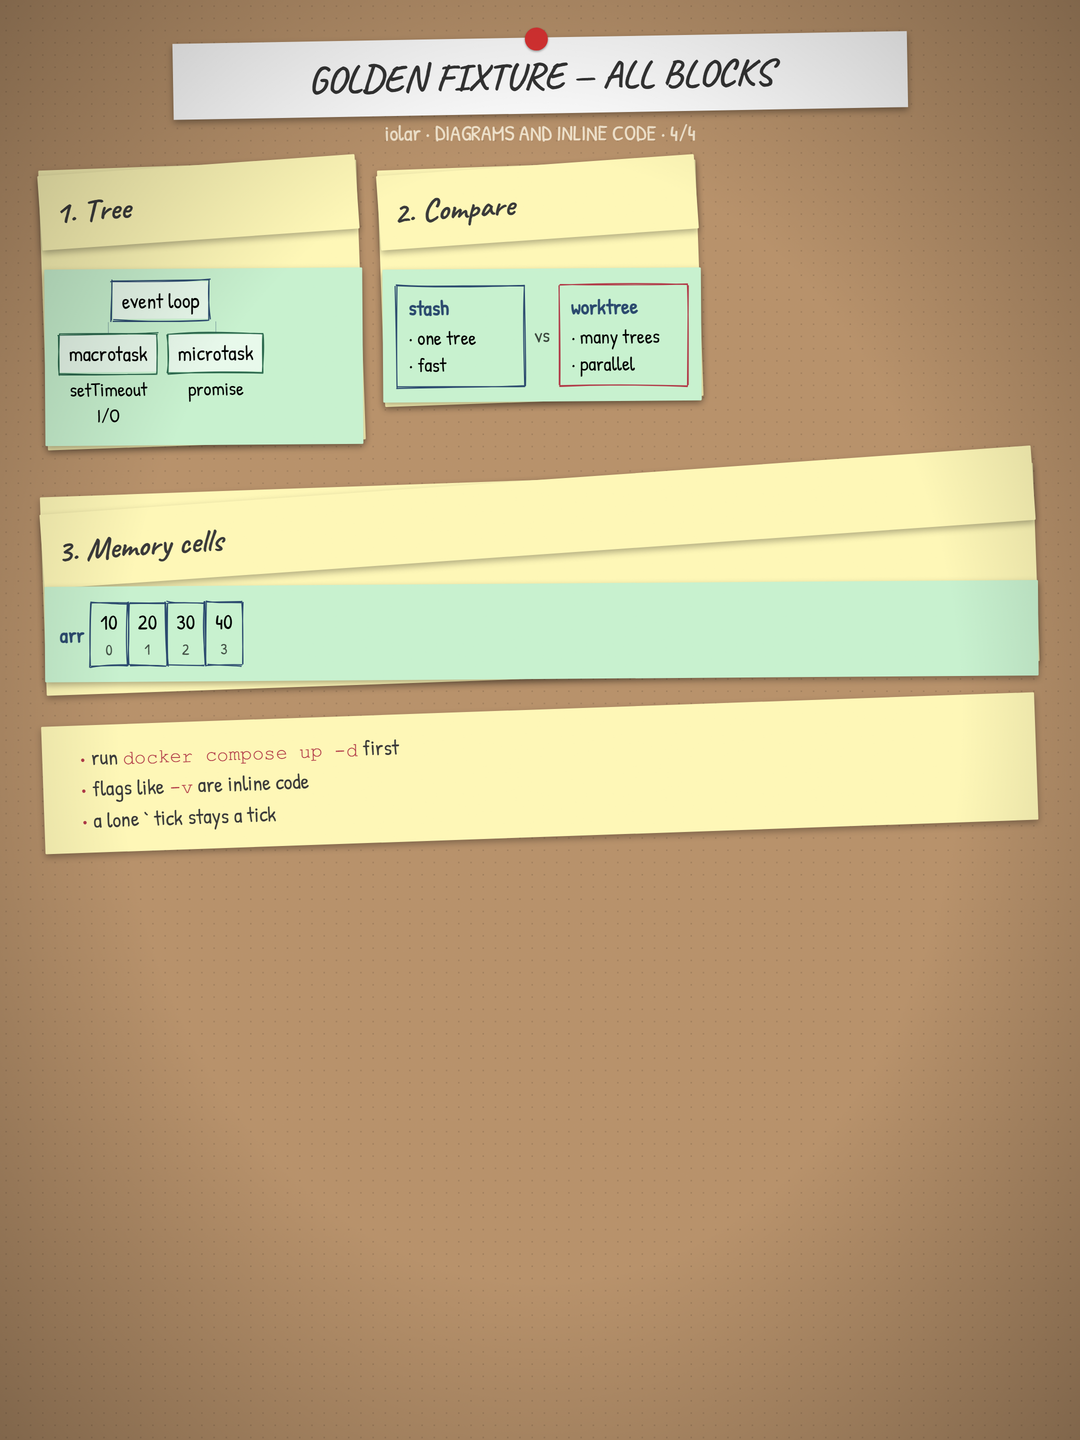 GOLDEN FIXTURE – ALL BLOCKS
iolar · DIAGRAMS AND INLINE CODE · 4/4
1. Tree
event loop
macrotask microtask
setTimeout promise
I/O
2. Compare
stash
· one tree
· fast
vs
worktree
· many trees
· parallel
3. Memory cells
arr 10 20 30 40
0 1 2 3
· run docker compose up -d first
· flags like -v are inline code
· a lone ` tick stays a tick